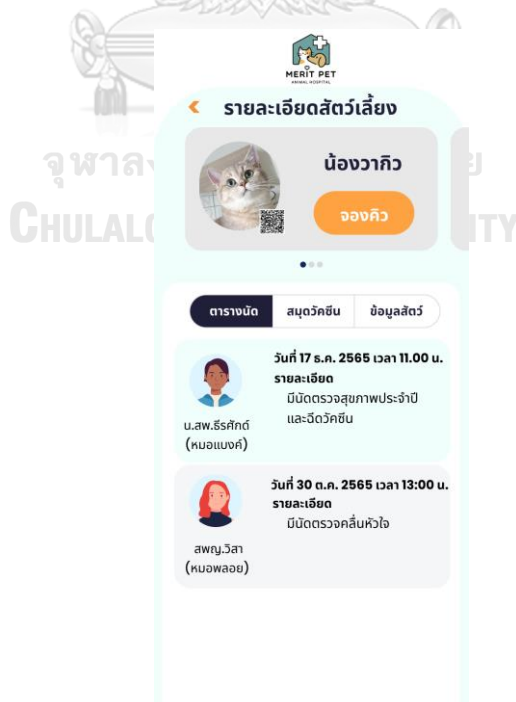 MERIT PET
ANIMAL HOSPITAL
รายละเอียดสัตว์เลี้ยง
น้องวากิว
จองคิว
ตารางนัด
สมุดวัคซีน
ข้อมูลสัตว์
วันที่ 17 ธ.ค. 2565 เวลา 11.00 น.
รายละเอียด
มีนัดตรวจสุขภาพประจำปี
และฉีดวัคซีน
น.สพ.ธีรศักด์
(หมอแบงค์)
วันที่ 30 ต.ค. 2565 เวลา 13:00 น.
รายละเอียด
มีนัดตรวจคลื่นหัวใจ
สพญ.วิสา
(หมอพลอย)